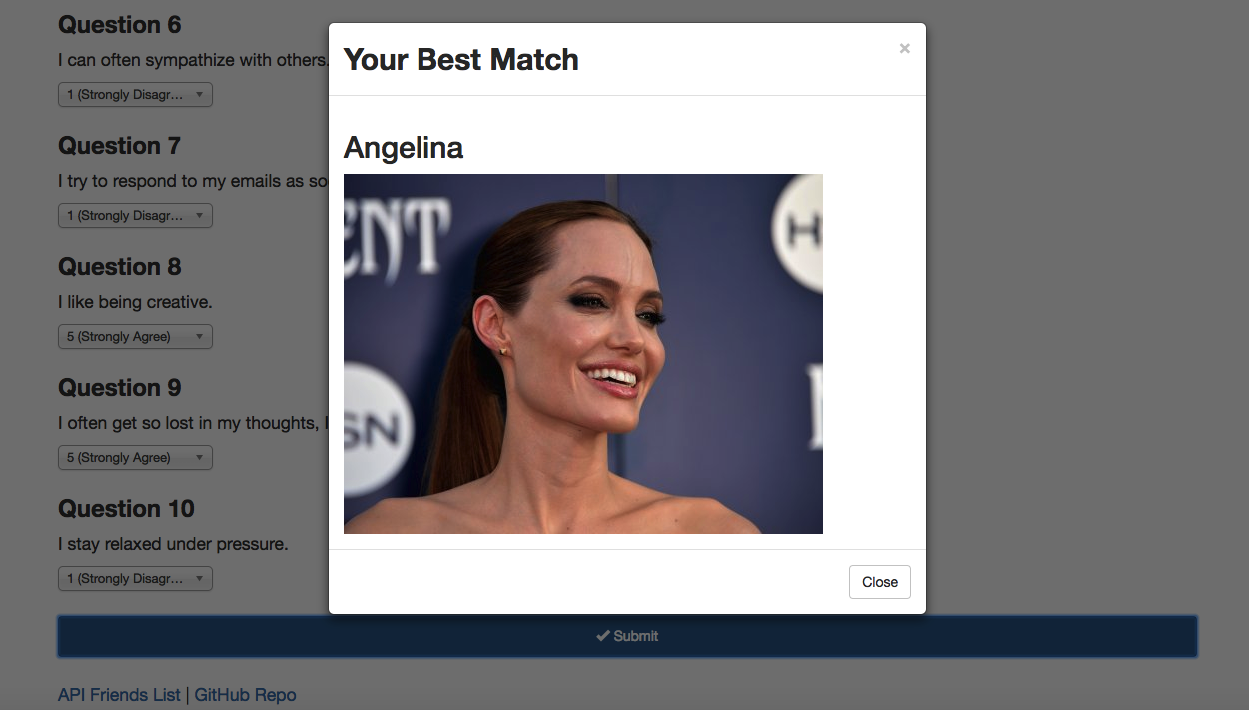 Question 6
I can often sympathize with others.
1 (Strongly Disagr...
Question 7
I try to respond to my emails as so
1 (Strongly Disagr...
Question 8
I like being creative.
5 (Strongly Agree)
Question 9
I often get so lost in my thoughts, I
5 (Strongly Agree)
Question 10
I stay relaxed under pressure.
1 (Strongly Disagr...
Your Best Match
×
Angelina
ENT
H
SN
Close
Submit
API Friends List | GitHub Repo